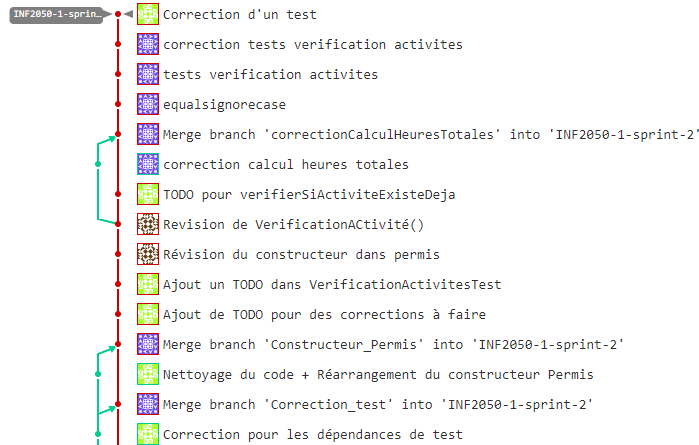 INF2050-1-sprin…
Correction d'un test
correction tests verification activites
tests verification activites
equalsignorecase
Merge branch 'correctionCalculHeuresTotales' into 'INF2050-1-sprint-2'
correction calcul heures totales
TODO pour verifierSiActiviteExisteDeja
Revision de VerificationACtivité()
Révision du constructeur dans permis
Ajout un TODO dans VerificationActivitesTest
Ajout de TODO pour des corrections à faire
Merge branch 'Constructeur_Permis' into 'INF2050-1-sprint-2'
Nettoyage du code + Réarrangement du constructeur Permis
Merge branch 'Correction_test' into 'INF2050-1-sprint-2'
Correction pour les dépendances de test